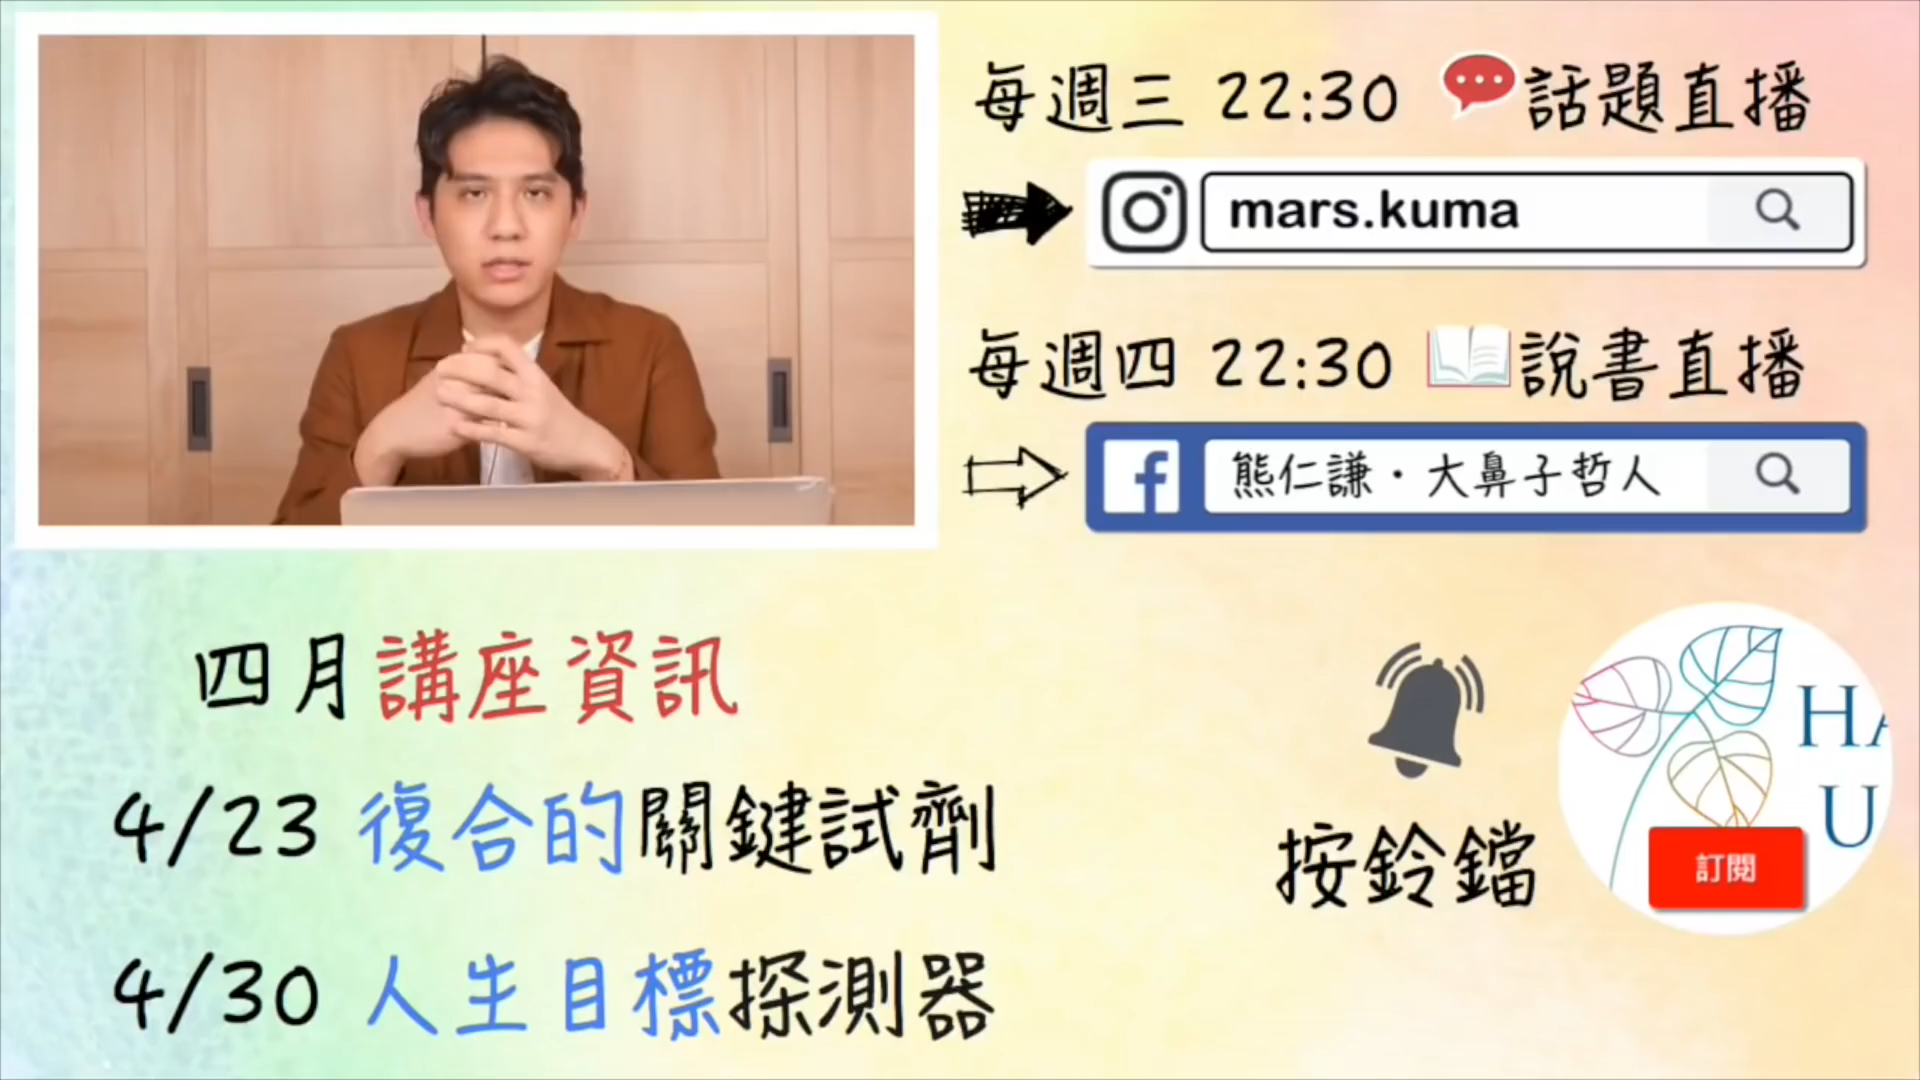 每週三 22:30 話題直播
mars.kuma
每週四 22:30 說書直播
熊仁謙・大鼻子哲人
四月講座資訊
4/23 復合的關鍵試劑
4/30 人生目標探測器
按鈴鐺
HA
U
訂閱